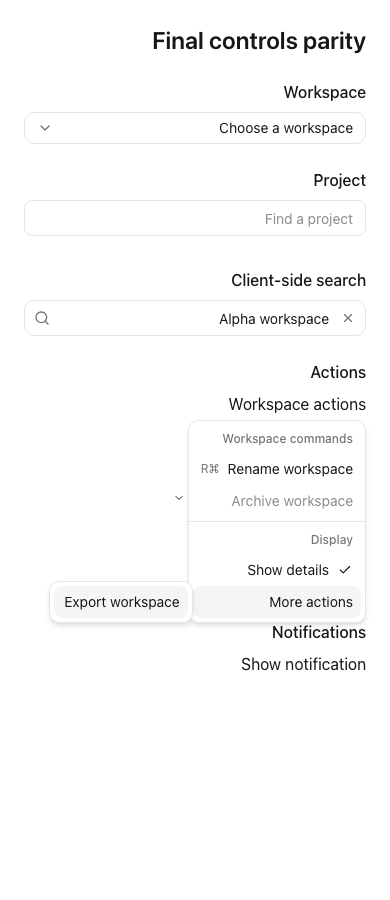 Final controls parity
Workspace
Choose a workspace
Project
Find a project
Client-side search
Alpha workspace
Actions
Workspace actions
Workspace commands
Rename workspace R⌘
Archive workspace
Display
Show details
More actions
Export workspace
Notifications
Show notification